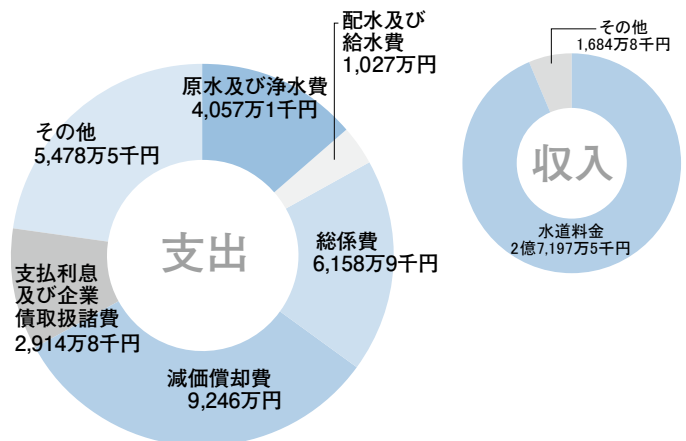 配水及び
給水費
1,027万円
原水及び浄水費
4,057万1千円
その他
5,478万5千円
支出
総係費
6,158万9千円
支払利息
及び企業
債取扱諸費
2,914万8千円
減価償却費
9,246万円
その他
1,684万8千円
収入
水道料金
2億7,197万5千円